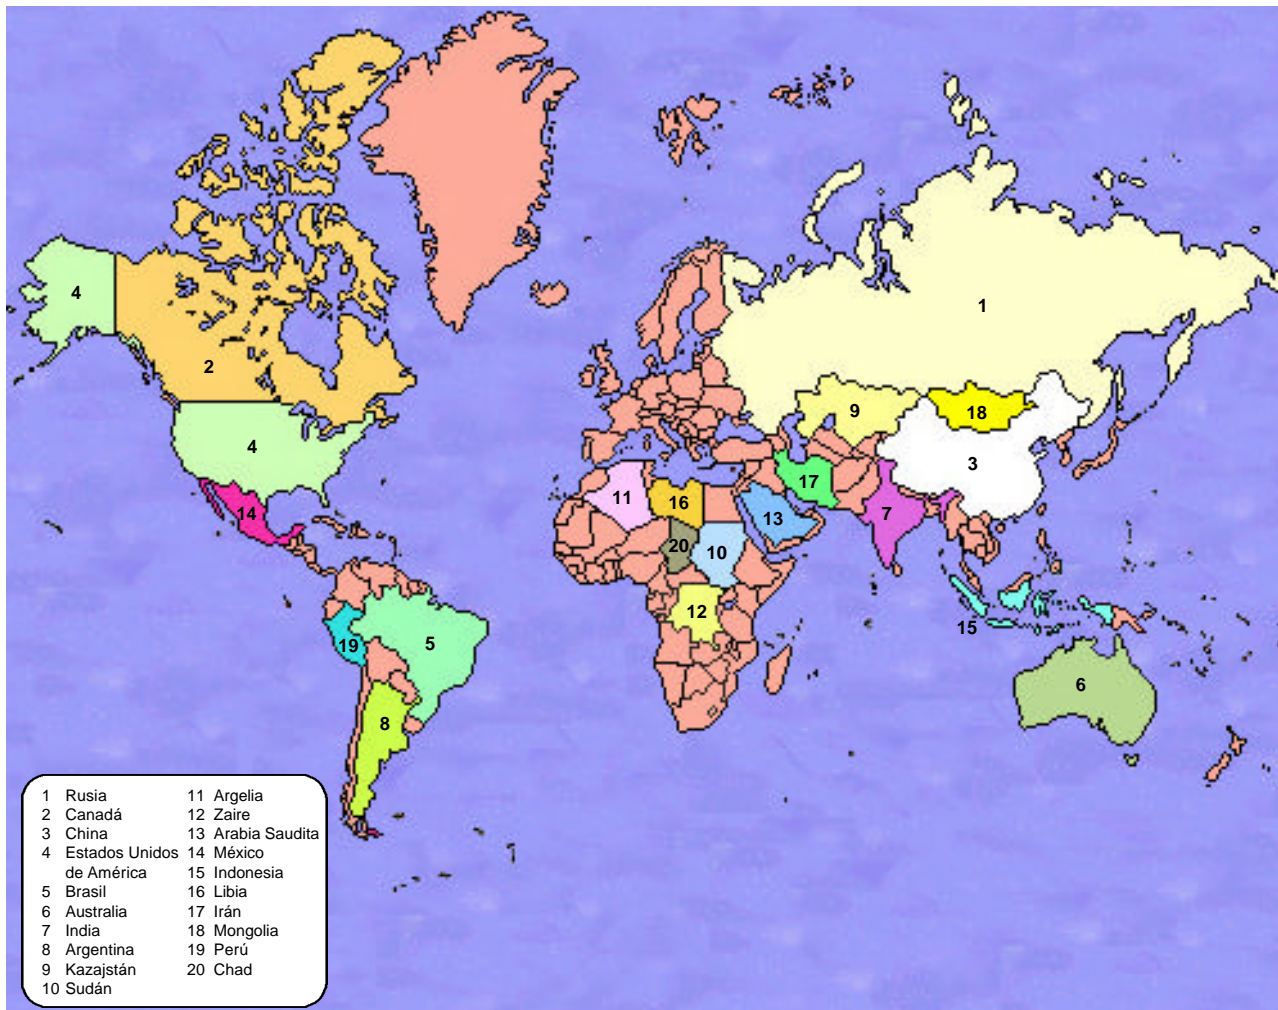 1
4
2
9
18
4
3
17
11
16
14
13
7
20
10
12
15
19
5
6
8
1 Rusia
2 Canadá
3 China
4 Estados Unidos
de América
5 Brasil
6 Australia
7 India
8 Argentina
9 Kazajstán
10 Sudán
11 Argelia
12 Zaire
13 Arabia Saudita
14 México
15 Indonesia
16 Libia
17 Irán
18 Mongolia
19 Perú
20 Chad